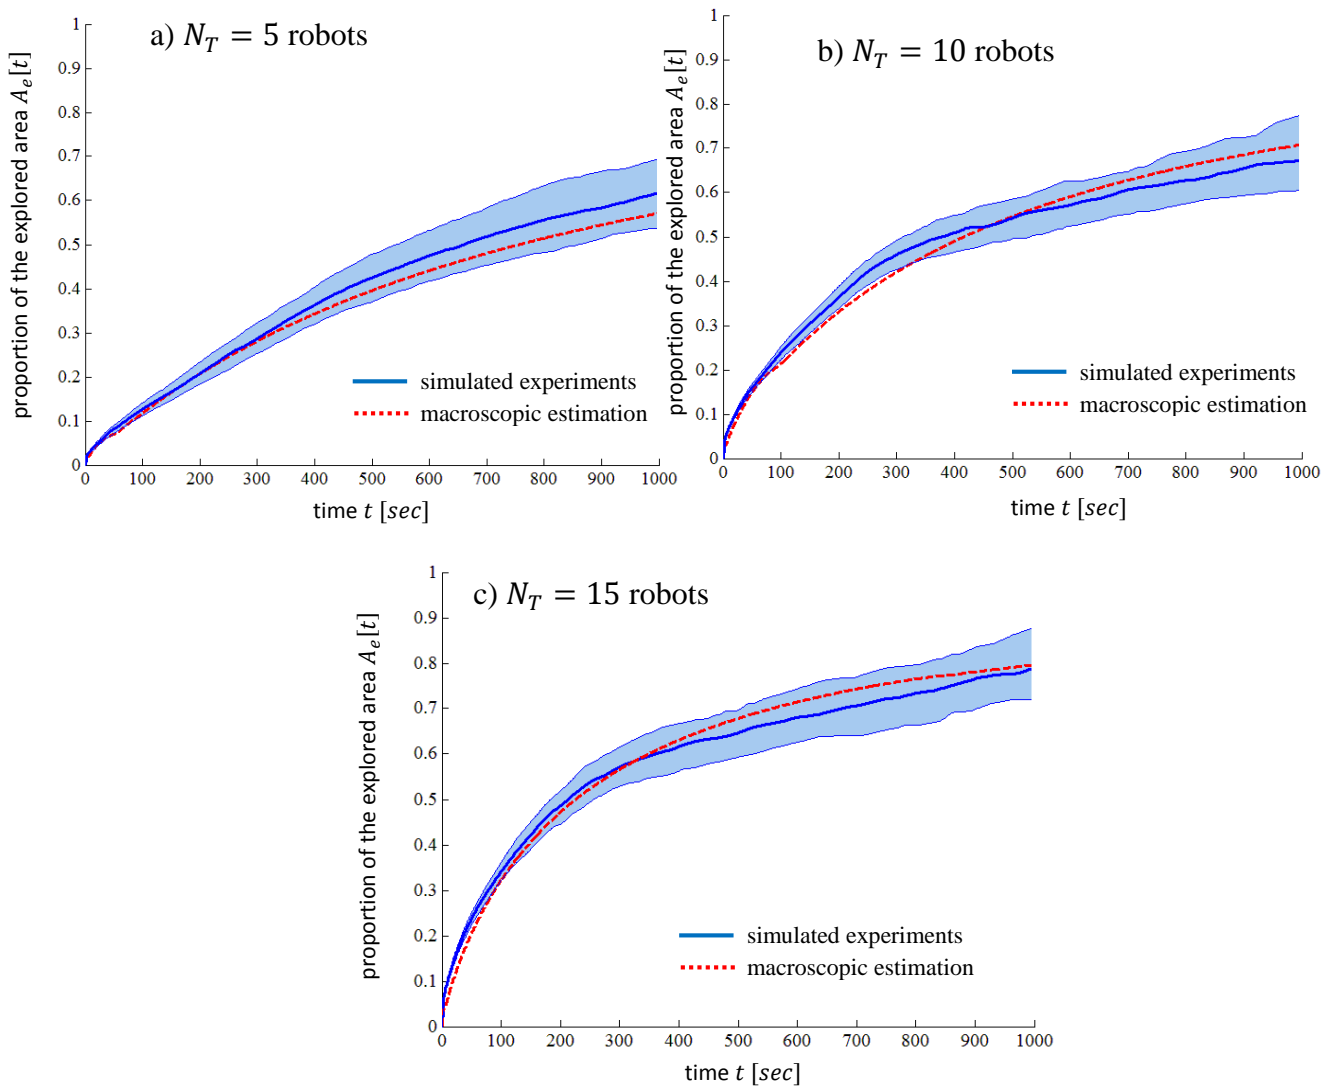 a) N_T = 5 robots
proportion of the explored area A_e[t]
1
0.9
0.8
0.7
0.6
0.5
0.4
0.3
0.2
0.1
0
simulated experiments
macroscopic estimation
0 100 200 300 400 500 600 700 800 900 1000
time t [sec]
b) N_T = 10 robots
proportion of the explored area A_e[t]
1
0.9
0.8
0.7
0.6
0.5
0.4
0.3
0.2
0.1
0
simulated experiments
macroscopic estimation
0 100 200 300 400 500 600 700 800 900 1000
time t [sec]
c) N_T = 15 robots
proportion of the explored area A_e[t]
1
0.9
0.8
0.7
0.6
0.5
0.4
0.3
0.2
0.1
0
simulated experiments
macroscopic estimation
0 100 200 300 400 500 600 700 800 900 1000
time t [sec]